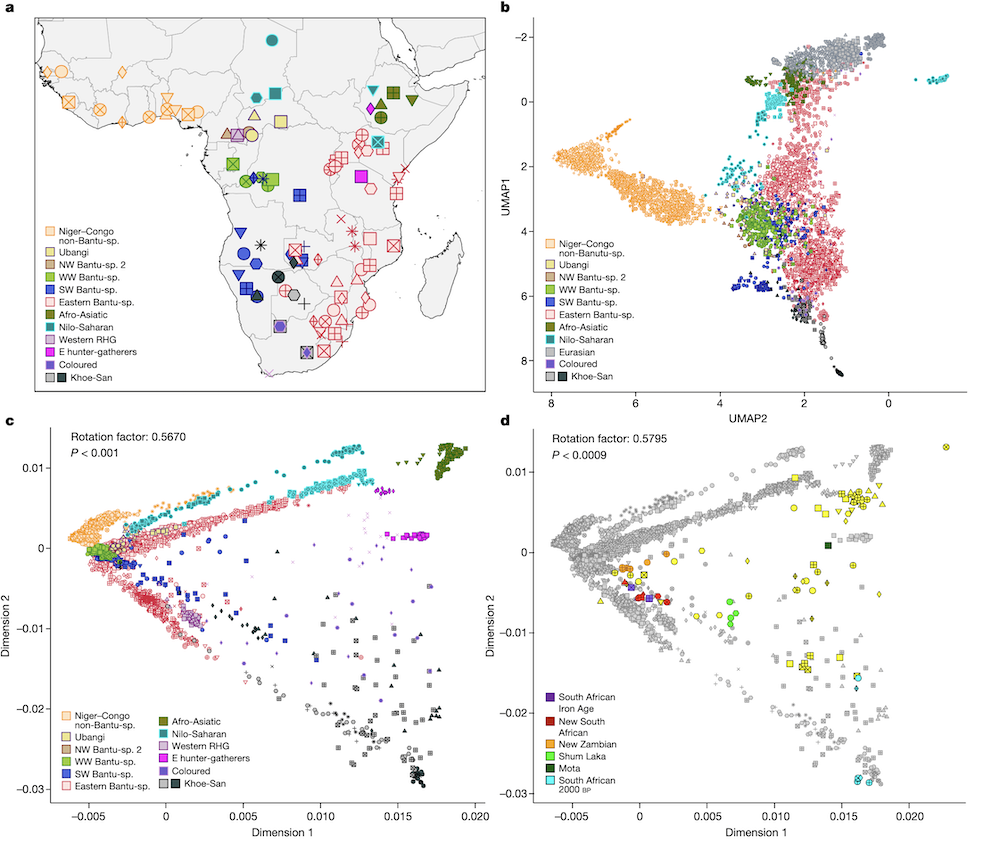 a
Niger–Congo
non-Bantu-sp.
Ubangi
NW Bantu-sp. 2
WW Bantu-sp.
SW Bantu-sp.
Eastern Bantu-sp.
Afro-Asiatic
Nilo-Saharan
Western RHG
E hunter-gatherers
Coloured
Khoe-San
b
−2
0
2
4
6
8
UMAP1
8
6
4
2
0
UMAP2
Niger–Congo
non-Banutu-sp.
Ubangi
NW Bantu-sp. 2
WW Bantu-sp.
SW Bantu-sp.
Eastern Bantu-sp.
Afro-Asiatic
Nilo-Saharan
Eurasian
Coloured
Khoe-San
c
Rotation factor: 0.5670
P < 0.001
0.01
0
−0.01
−0.02
−0.03
Dimension 2
−0.005
0
0.005
0.010
0.015
0.020
Dimension 1
Niger–Congo
non-Bantu-sp.
Ubangi
NW Bantu-sp. 2
WW Bantu-sp.
SW Bantu-sp.
Eastern Bantu-sp.
Afro-Asiatic
Nilo-Saharan
Western RHG
E hunter-gatherers
Coloured
Khoe-San
d
Rotation factor: 0.5795
P < 0.0009
0.01
0
−0.01
−0.02
−0.03
Dimension 2
−0.005
0
0.005
0.010
0.015
0.020
Dimension 1
South African
Iron Age
New South
African
New Zambian
Shum Laka
Mota
South African
2000 BP